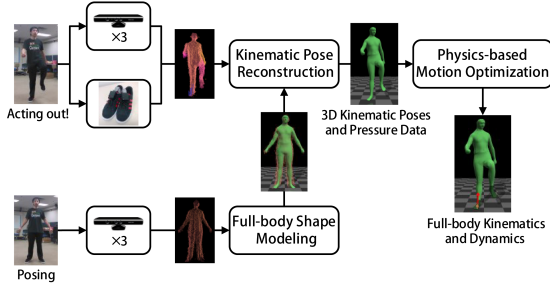 ×3
Acting out!
Kinematic Pose
Reconstruction
3D Kinematic Poses
and Pressure Data
Physics-based
Motion Optimization
Full-body Kinematics
and Dynamics
Posing
×3
Full-body Shape
Modeling